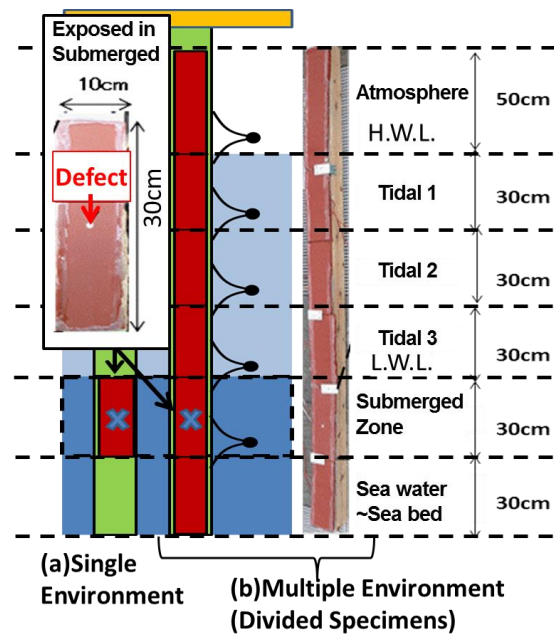 Exposed in
Submerged
10cm
30cm
Defect
Atmosphere
H.W.L.
50cm
Tidal 1
30cm
Tidal 2
30cm
Tidal 3
L.W.L.
30cm
Submerged
Zone
30cm
Sea water
~Sea bed
30cm
(a)Single
Environment
(b)Multiple Environment
(Divided Specimens)